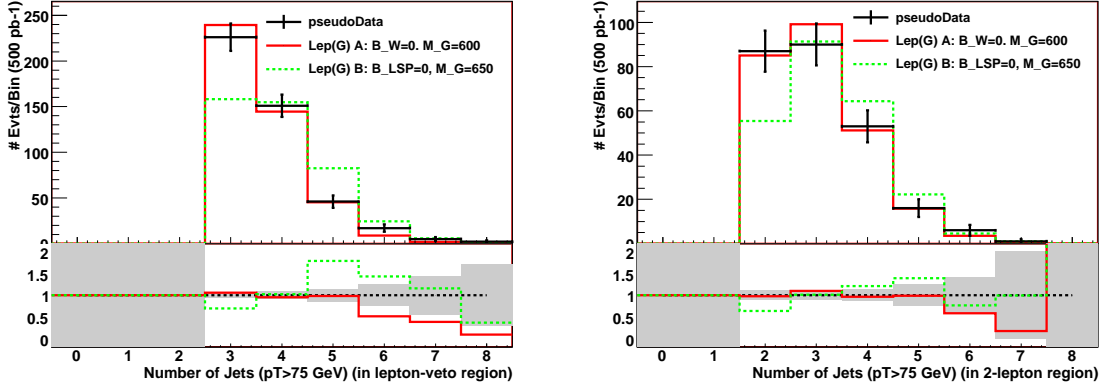 # Evts/Bin (500 pb-1)
250
200
150
100
50
0
pseudoData
Lep(G) A: B_W=0. M_G=600
Lep(G) B: B_LSP=0, M_G=650
2
1.5
1
0.5
0
0 1 2 3 4 5 6 7 8
Number of Jets (pT>75 GeV) (in lepton-veto region)
# Evts/Bin (500 pb-1)
100
80
60
40
20
0
pseudoData
Lep(G) A: B_W=0. M_G=600
Lep(G) B: B_LSP=0, M_G=650
2
1.5
1
0.5
0
0 1 2 3 4 5 6 7 8
Number of Jets (pT>75 GeV) (in 2-lepton region)